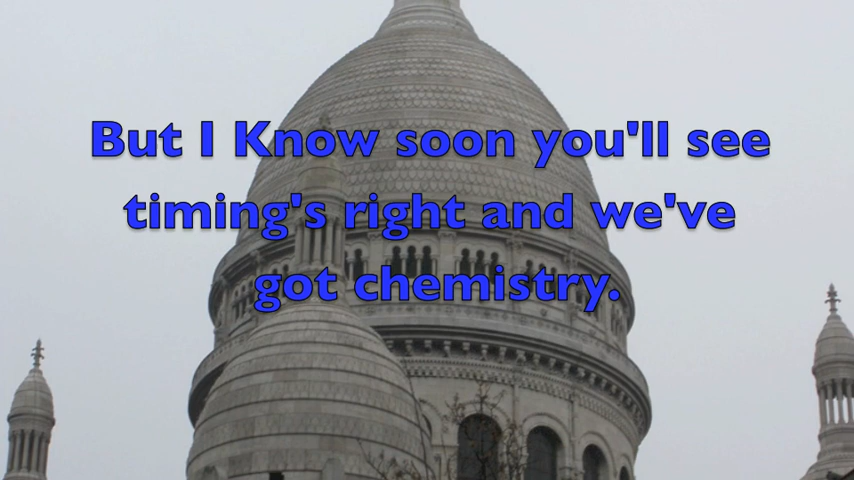 But I Know soon you'll see
timing's right and we've
got chemistry.